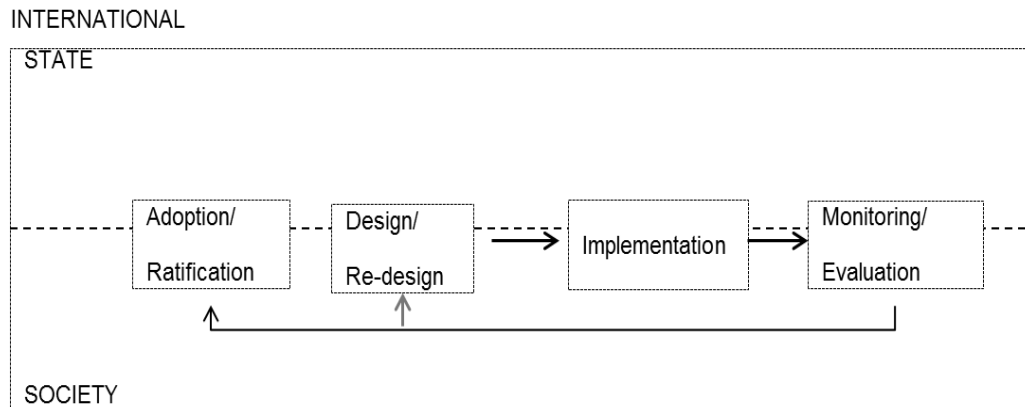 INTERNATIONAL
STATE
Adoption/
Ratification
Design/
Re-design
Implementation
Monitoring/
Evaluation
SOCIETY